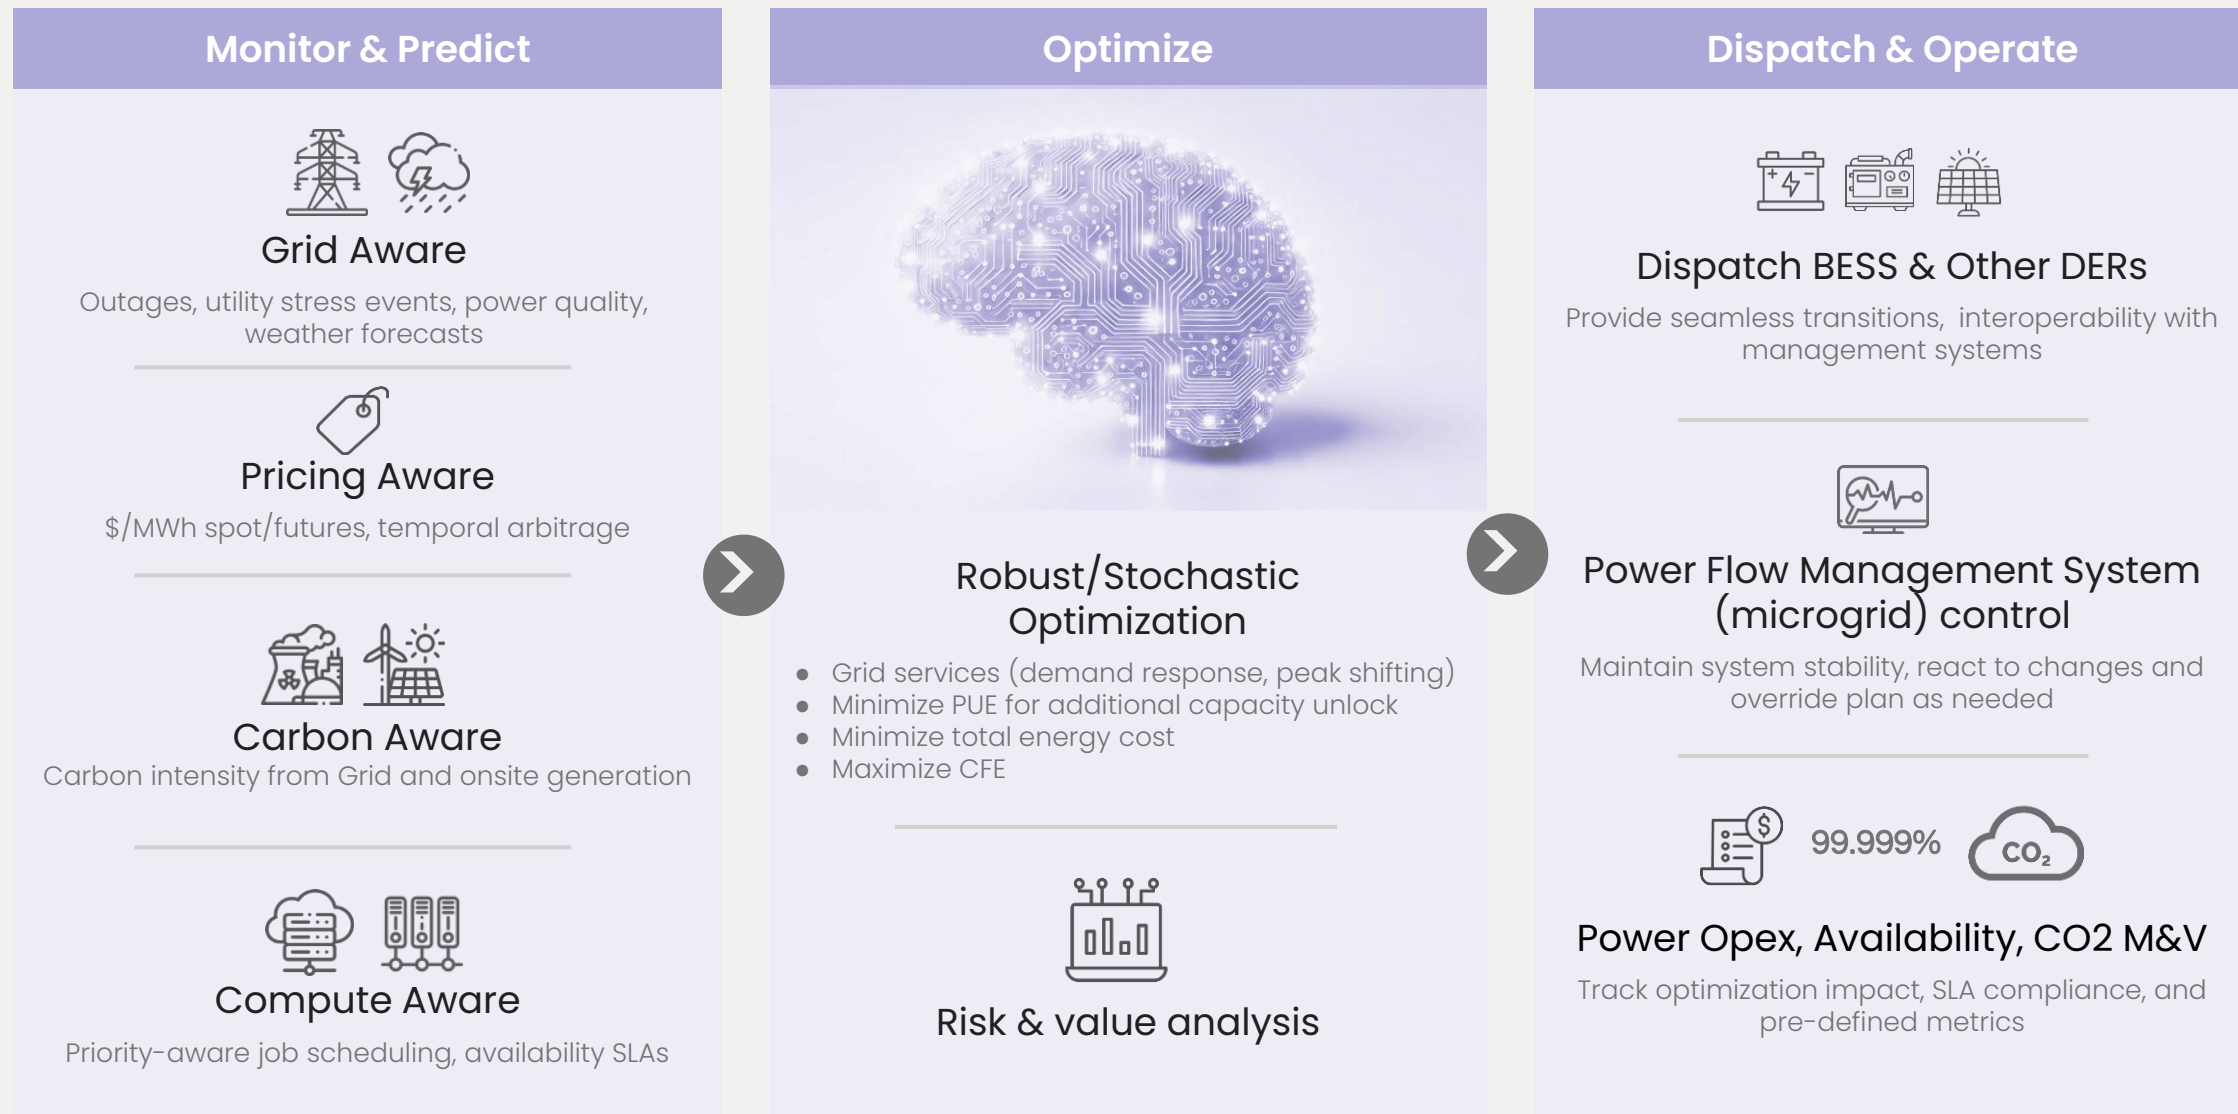 Monitor & Predict
Grid Aware
Outages, utility stress events, power quality,
weather forecasts
Pricing Aware
$/MWh spot/futures, temporal arbitrage
Carbon Aware
Carbon intensity from Grid and onsite generation
Compute Aware
Priority-aware job scheduling, availability SLAs
Optimize
Robust/Stochastic
Optimization
● Grid services (demand response, peak shifting)
● Minimize PUE for additional capacity unlock
● Minimize total energy cost
● Maximize CFE
Risk & value analysis
Dispatch & Operate
Dispatch BESS & Other DERs
Provide seamless transitions, interoperability with
management systems
Power Flow Management System
(microgrid) control
Maintain system stability, react to changes and
override plan as needed
$ 99.999% CO₂
Power Opex, Availability, CO2 M&V
Track optimization impact, SLA compliance, and
pre-defined metrics